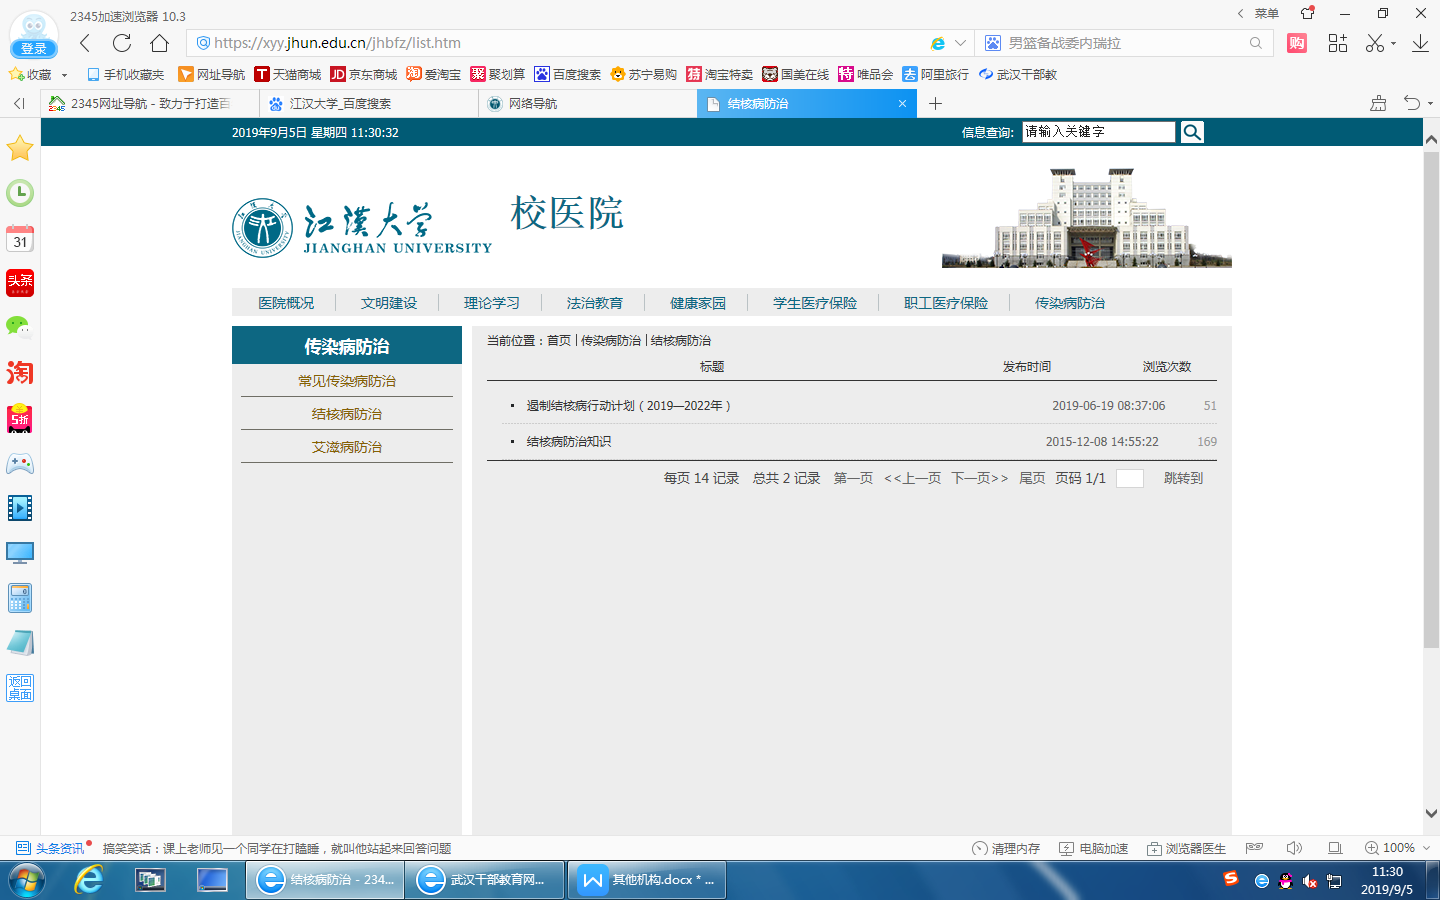 2345加速浏览器 10.3
菜单
登录
https://xyy.jhun.edu.cn/jhbfz/list.htm
男篮备战委内瑞拉
购
收藏
手机收藏夹
网址导航
T 天猫商城
JD 京东商城
淘 爱淘宝
聚 聚划算
百度搜索
苏宁易购
特 淘宝特卖
国美在线
特 唯品会
去 阿里旅行
武汉干部教
2345网址导航 - 致力于打造百
江汉大学_百度搜索
网络导航
结核病防治
2019年9月5日 星期四 11:30:32
信息查询:
请输入关键字
31
头条
淘
5折
返回
桌面
江汉大学
JIANGHAN UNIVERSITY
校医院
医院概况
文明建设
理论学习
法治教育
健康家园
学生医疗保险
职工医疗保险
传染病防治
传染病防治
常见传染病防治
结核病防治
艾滋病防治
当前位置：首页 | 传染病防治 | 结核病防治
标题 发布时间 浏览次数
遏制结核病行动计划（2019—2022年） 2019-06-19 08:37:06 51
结核病防治知识 2015-12-08 14:55:22 169
每页 14 记录 总共 2 记录 第一页 <<上一页 下一页>> 尾页 页码 1/1 跳转到
头条资讯
搞笑笑话：课上老师见一个同学在打瞌睡，就叫他站起来回答问题
清理内存
电脑加速
浏览器医生
100%
结核病防治 - 234...
武汉干部教育网...
其他机构.docx * ...
11:30
2019/9/5